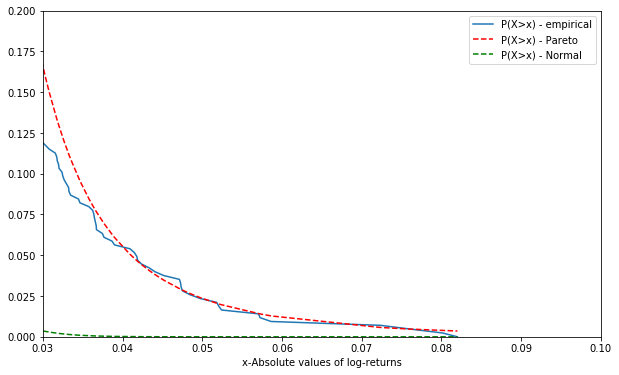 0.200
0.175
0.150
0.125
0.100
0.075
0.050
0.025
0.000
P(X>x) - empirical
P(X>x) - Pareto
P(X>x) - Normal
0.03 0.04 0.05 0.06 0.07 0.08 0.09 0.10
x-Absolute values of log-returns